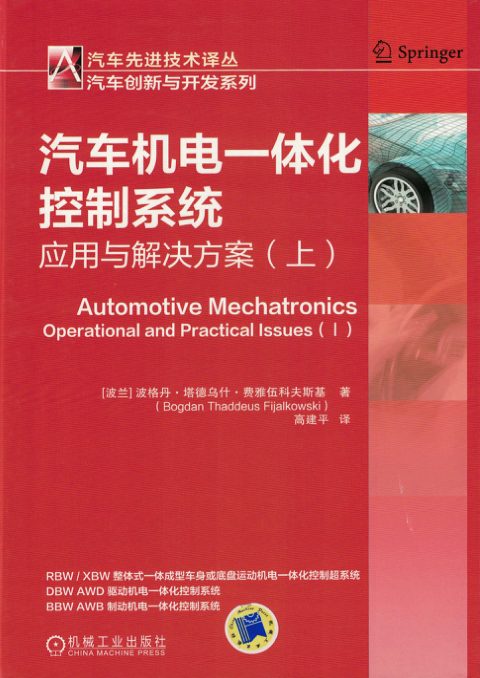 汽车先进技术译丛
汽车创新与开发系列
Springer
汽车机电一体化
控制系统
应用与解决方案（上）
Automotive Mechatronics
Operational and Practical Issues (Ⅰ)
[波兰] 波格丹·塔德乌什·费雅伍科夫斯基 著
(Bogdan Thaddeus Fijalkowski)
高建平 译
RBW / XBW 整体式一体成型车身或底盘运动机电一体化控制超系统
DBW AWD 驱动机电一体化控制系统
BBW AWB 制动机电一体化控制系统
机械工业出版社
CHINA MACHINE PRESS